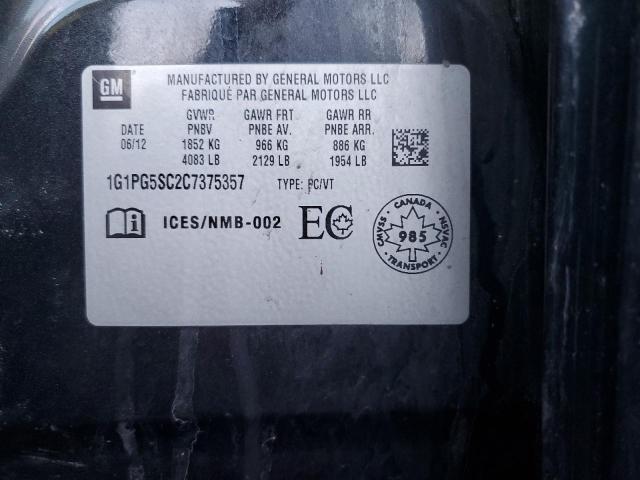 GM
MANUFACTURED BY GENERAL MOTORS LLC
FABRIQUÉ PAR GENERAL MOTORS LLC
GVWR GAWR FRT GAWR RR
DATE PNBV PNBE AV. PNBE ARR.
06/12 1852 KG 966 KG 886 KG
4083 LB 2129 LB 1954 LB
1G1PG5SC2C7375357 TYPE: PC/VT
ICES/NMB-002 EC
CANADA
CMVSS 985 NSVAC
TRANSPORT